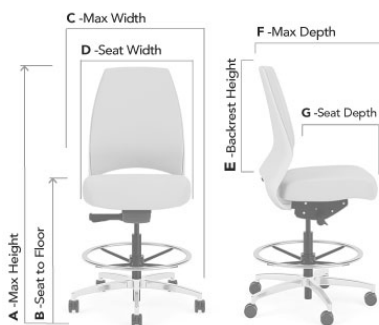 C -Max Width
D -Seat Width
A -Max Height
B -Seat to Floor
F -Max Depth
E -Backrest Height
G -Seat Depth